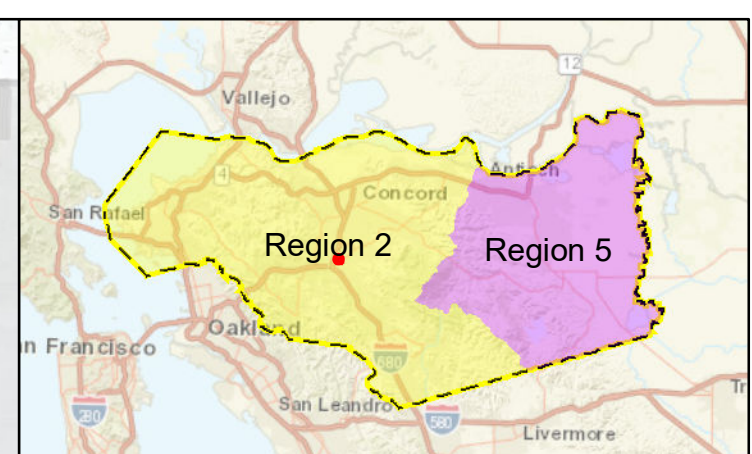 12
Vallejo
Antioch
4
Concord
San Rafael
Region 2
Region 5
Oakland
n Francisco
680
San Leandro
280
580
Tr
Livermore